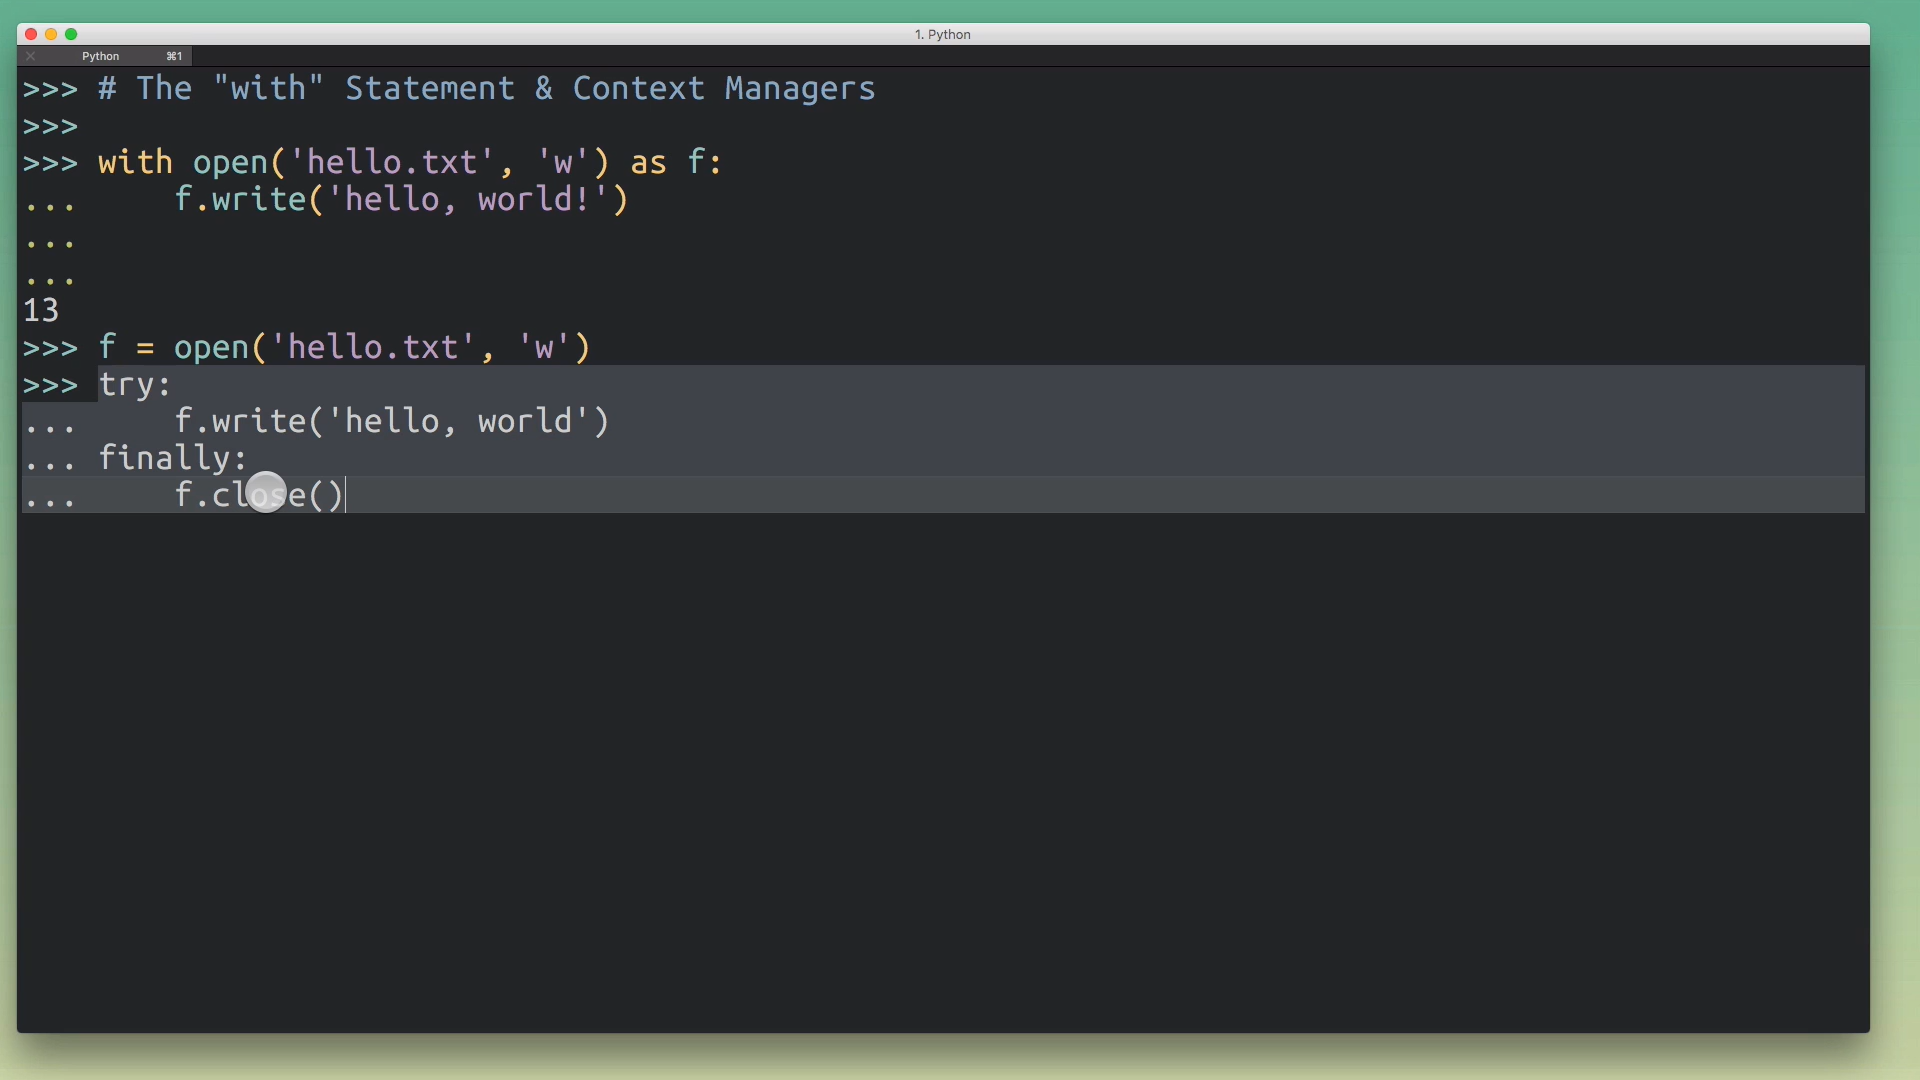 1. Python
Python ⌘1
>>> # The "with" Statement & Context Managers
>>>
>>> with open('hello.txt', 'w') as f:
...     f.write('hello, world!')
...
...
13
>>> f = open('hello.txt', 'w')
>>> try:
...     f.write('hello, world')
... finally:
...     f.close()